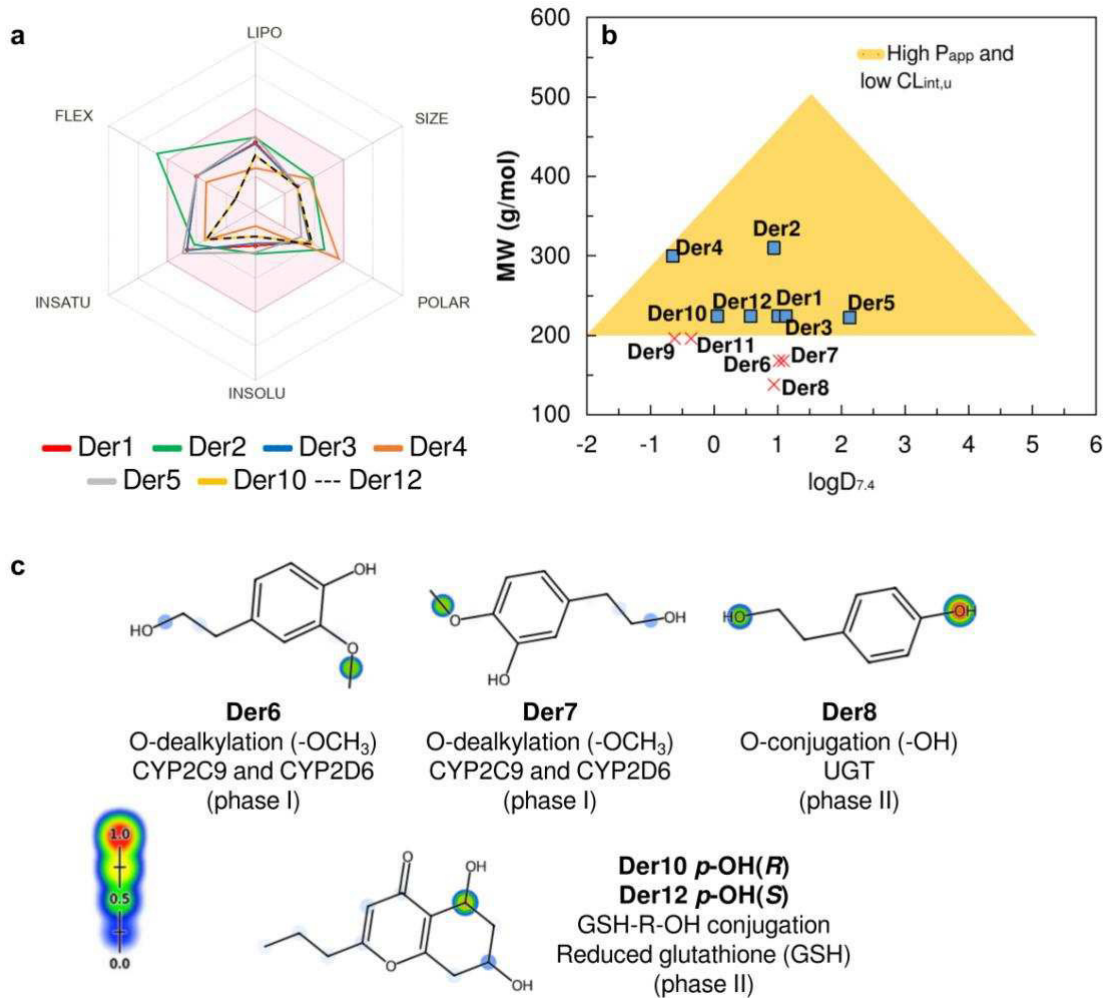 a
LIPO
FLEX
SIZE
INSATU
POLAR
INSOLU
Der1 Der2 Der3 Der4
Der5 Der10 --- Der12
b
600
500
400
300
200
100
MW (g/mol)
High Papp and
low CLint,u
Der4
Der2
Der10
Der12
Der1
Der5
Der3
Der9
Der11
Der6
Der7
Der8
-2 -1 0 1 2 3 4 5 6
logD7.4
c
OH
HO
O
Der6
O-dealkylation (-OCH3)
CYP2C9 and CYP2D6
(phase I)
O
OH
HO
Der7
O-dealkylation (-OCH3)
CYP2C9 and CYP2D6
(phase I)
HO
OH
Der8
O-conjugation (-OH)
UGT
(phase II)
1.0
0.5
0.0
O
OH
O
OH
Der10 p-OH(R)
Der12 p-OH(S)
GSH-R-OH conjugation
Reduced glutathione (GSH)
(phase II)